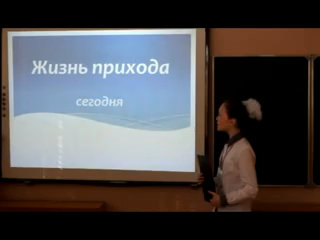 Жизнь прихода
сегодня